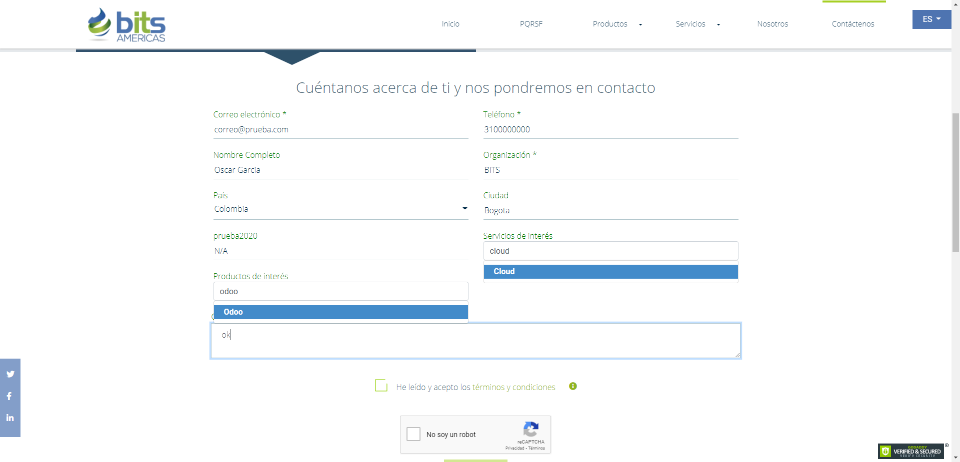 bits
AMERICAS
Inicio PQRSF Productos Servicios Nosotros Contáctenos ES
Cuéntanos acerca de ti y nos pondremos en contacto
Correo electrónico * Teléfono *
correo@prueba.com 3100000000
Nombre Completo Organización *
Oscar Garcia BITS
País Ciudad
Colombia Bogota
prueba2020 Servicios de interés
N/A cloud
Cloud
Productos de interés
odoo
Odoo
ok
He leído y acepto los términos y condiciones
No soy un robot
reCAPTCHA
Privacidad - Términos
VERIFIED & SECURED